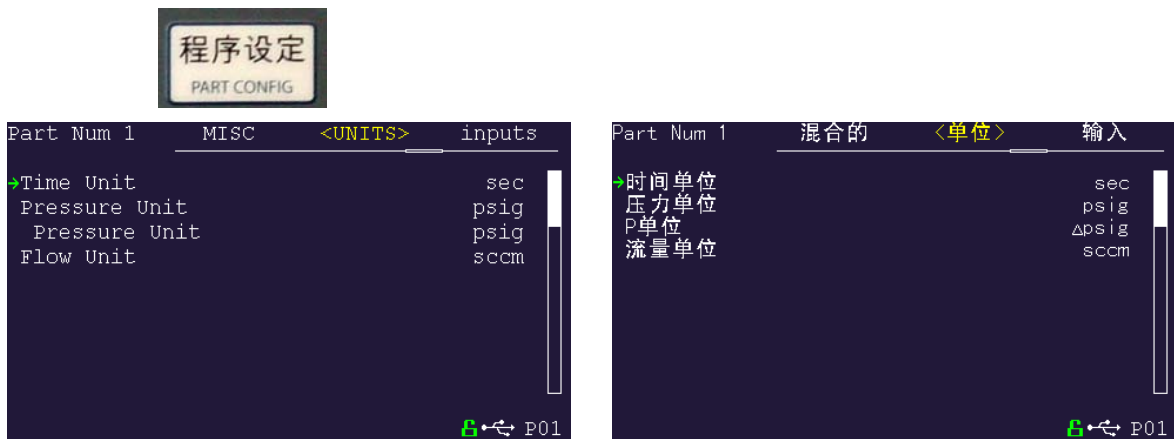 程序设定
PART CONFIG
Part Num 1 MISC <UNITS> inputs
→Time Unit sec
Pressure Unit psig
Pressure Unit psig
Flow Unit sccm
P01
Part Num 1 混合的 <单位> 输入
→时间单位 sec
压力单位 psig
P单位 △psig
流量单位 sccm
P01